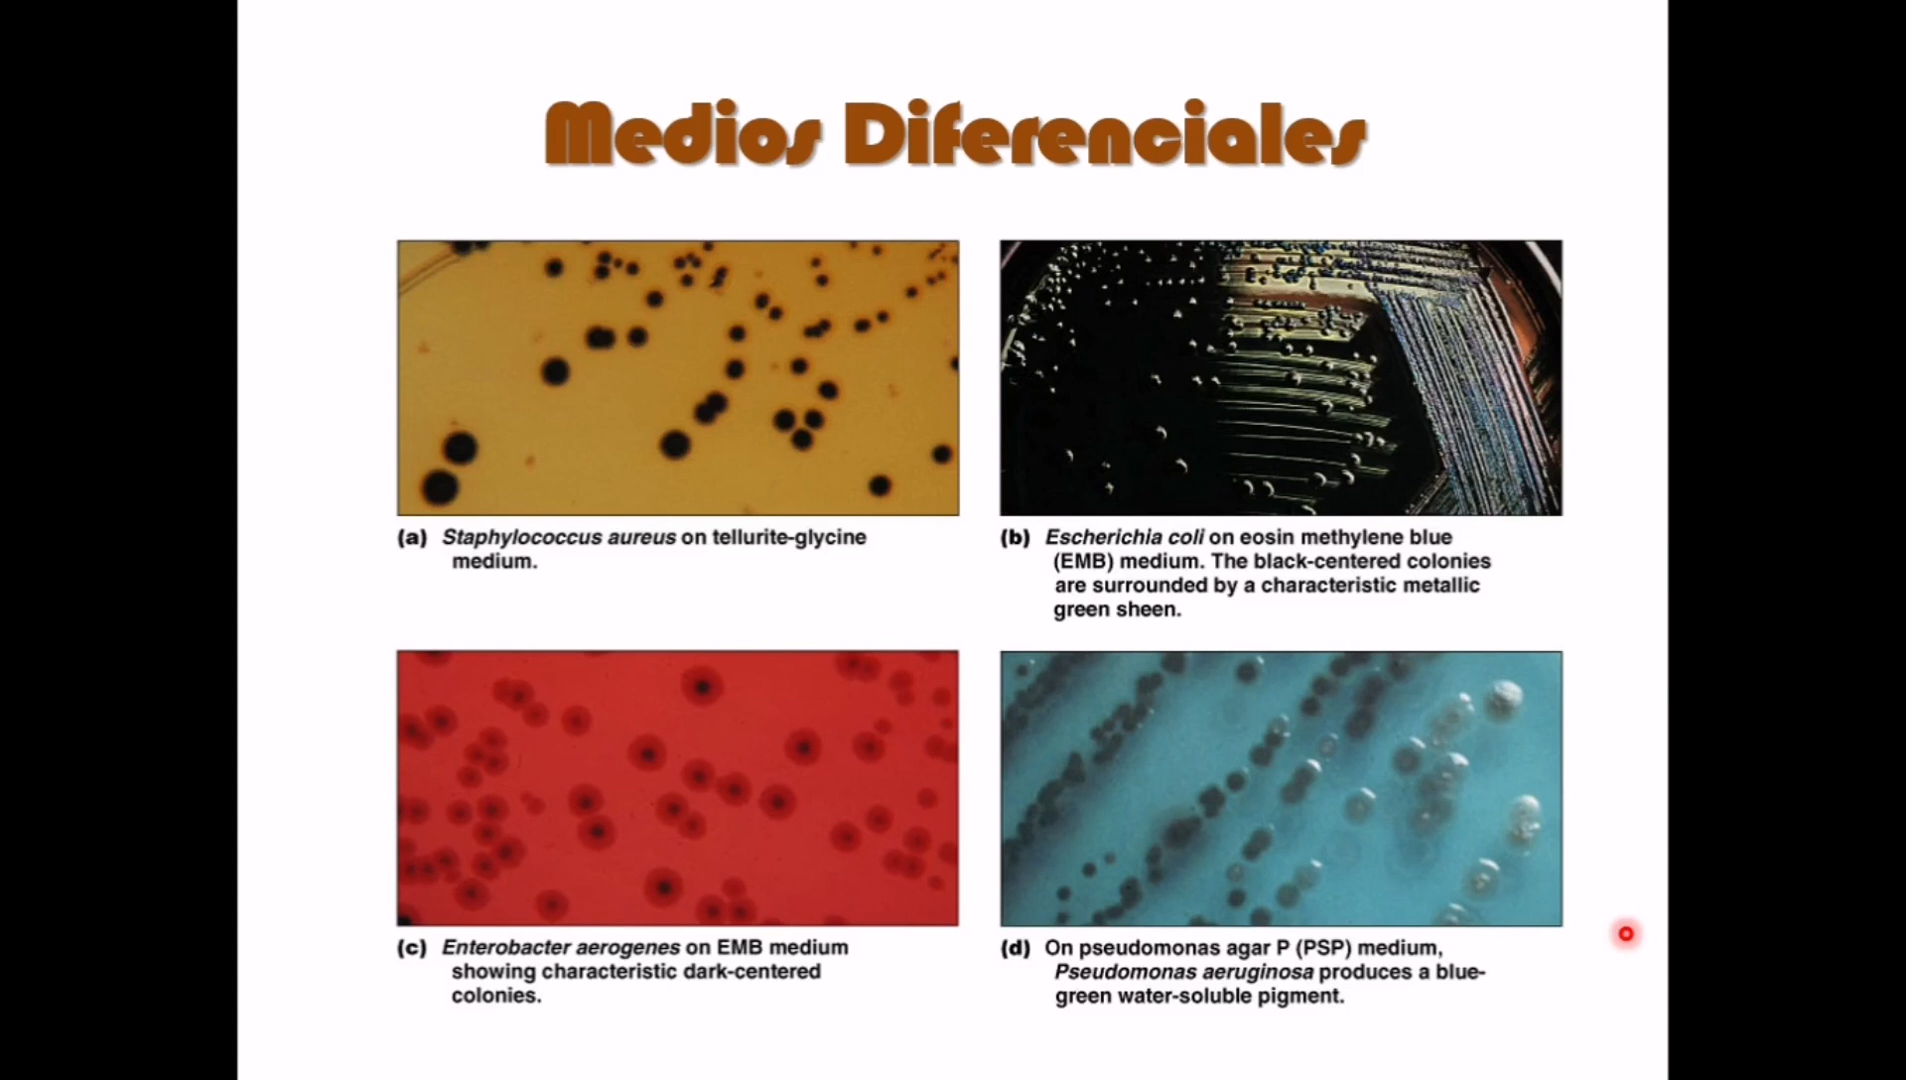 Medios Diferenciales
(a) Staphylococcus aureus on tellurite-glycine
medium.
(b) Escherichia coli on eosin methylene blue
(EMB) medium. The black-centered colonies
are surrounded by a characteristic metallic
green sheen.
(c) Enterobacter aerogenes on EMB medium
showing characteristic dark-centered
colonies.
(d) On pseudomonas agar P (PSP) medium,
Pseudomonas aeruginosa produces a blue-
green water-soluble pigment.